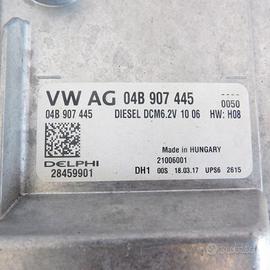 VW AG 04B 907 445
0050
04B 907 445 DIESEL DCM6.2V 10 06 HW: H08
Made in HUNGARY
21006001
DELPHI
28459901
DH1 00S 18.03.17 UPS6 2615
subito